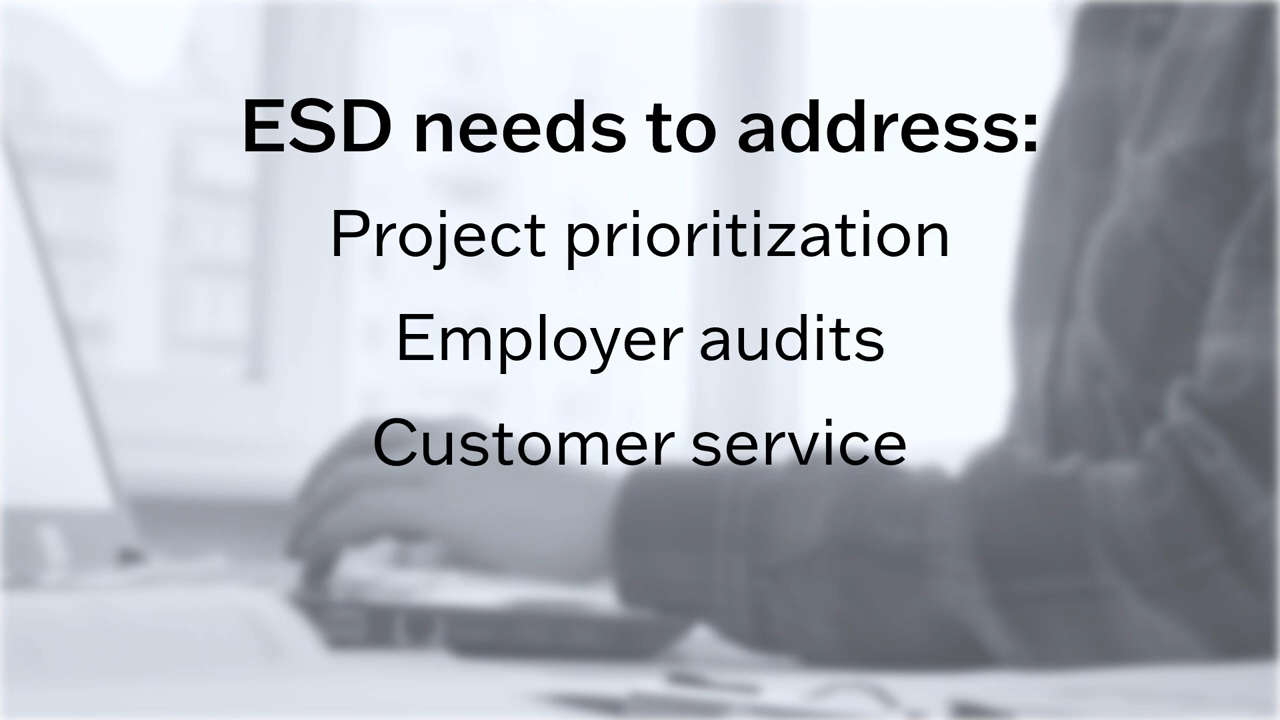 ESD needs to address:
Project prioritization
Employer audits
Customer service